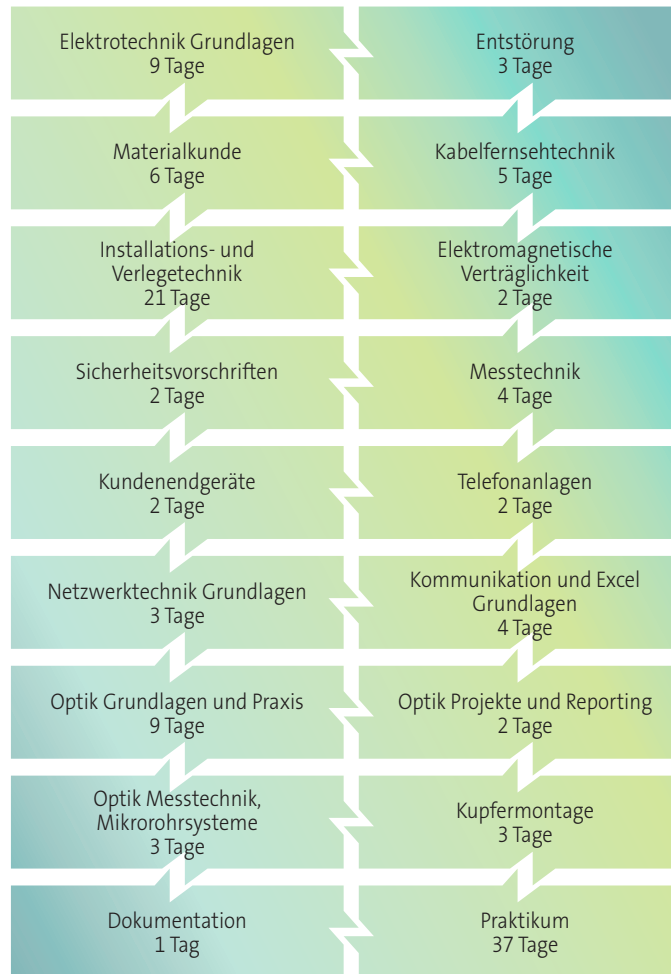 Elektrotechnik Grundlagen
9 Tage
Entstörung
3 Tage
Materialkunde
6 Tage
Kabelfernsehtechnik
5 Tage
Installations- und
Verlegetechnik
21 Tage
Elektromagnetische
Verträglichkeit
2 Tage
Sicherheitsvorschriften
2 Tage
Messtechnik
4 Tage
Kundenendgeräte
2 Tage
Telefonanlagen
2 Tage
Netzwerktechnik Grundlagen
3 Tage
Kommunikation und Excel
Grundlagen
4 Tage
Optik Grundlagen und Praxis
9 Tage
Optik Projekte und Reporting
2 Tage
Optik Messtechnik,
Mikrorohrsysteme
3 Tage
Kupfermontage
3 Tage
Dokumentation
1 Tag
Praktikum
37 Tage